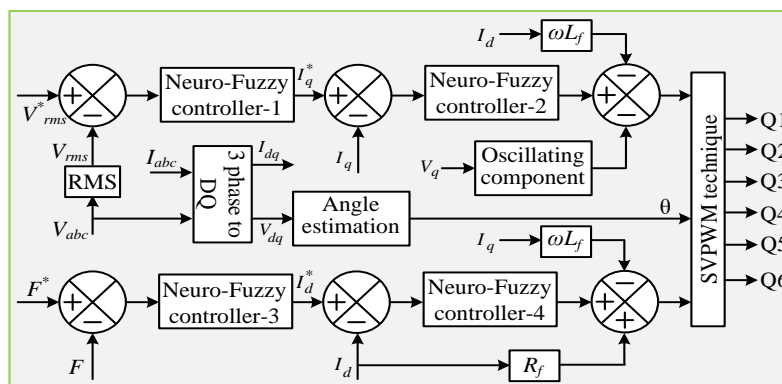 I_d
ωL_f
V*_rms
Neuro-Fuzzy
controller-1
I*_q
Neuro-Fuzzy
controller-2
V_rms
RMS
V_abc
I_abc
3 phase to
DQ
I_dq
V_dq
I_q
V_q
Oscillating
component
Angle
estimation
θ
SVPWM technique
Q1
Q2
Q3
Q4
Q5
Q6
I_q
ωL_f
F*
Neuro-Fuzzy
controller-3
I*_d
Neuro-Fuzzy
controller-4
F
I_d
R_f